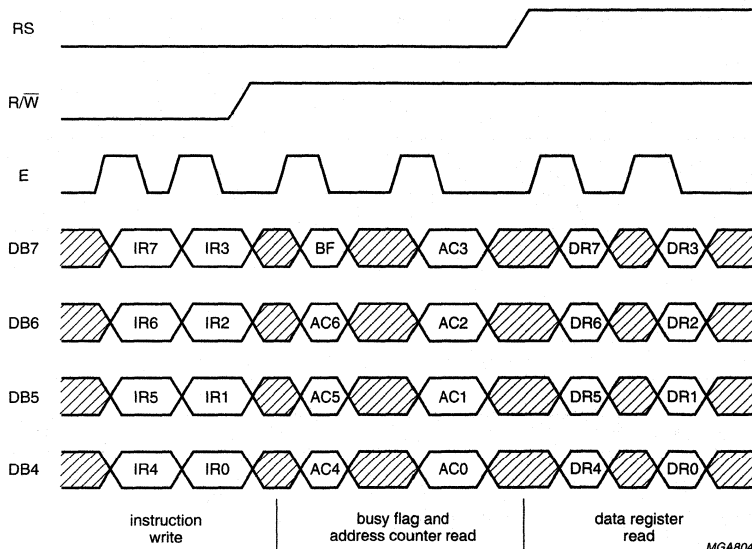 RS
R/W̅
E
DB7 IR7 IR3 BF AC3 DR7 DR3
DB6 IR6 IR2 AC6 AC2 DR6 DR2
DB5 IR5 IR1 AC5 AC1 DR5 DR1
DB4 IR4 IR0 AC4 AC0 DR4 DR0
instruction write
busy flag and address counter read
data register read
MGA804